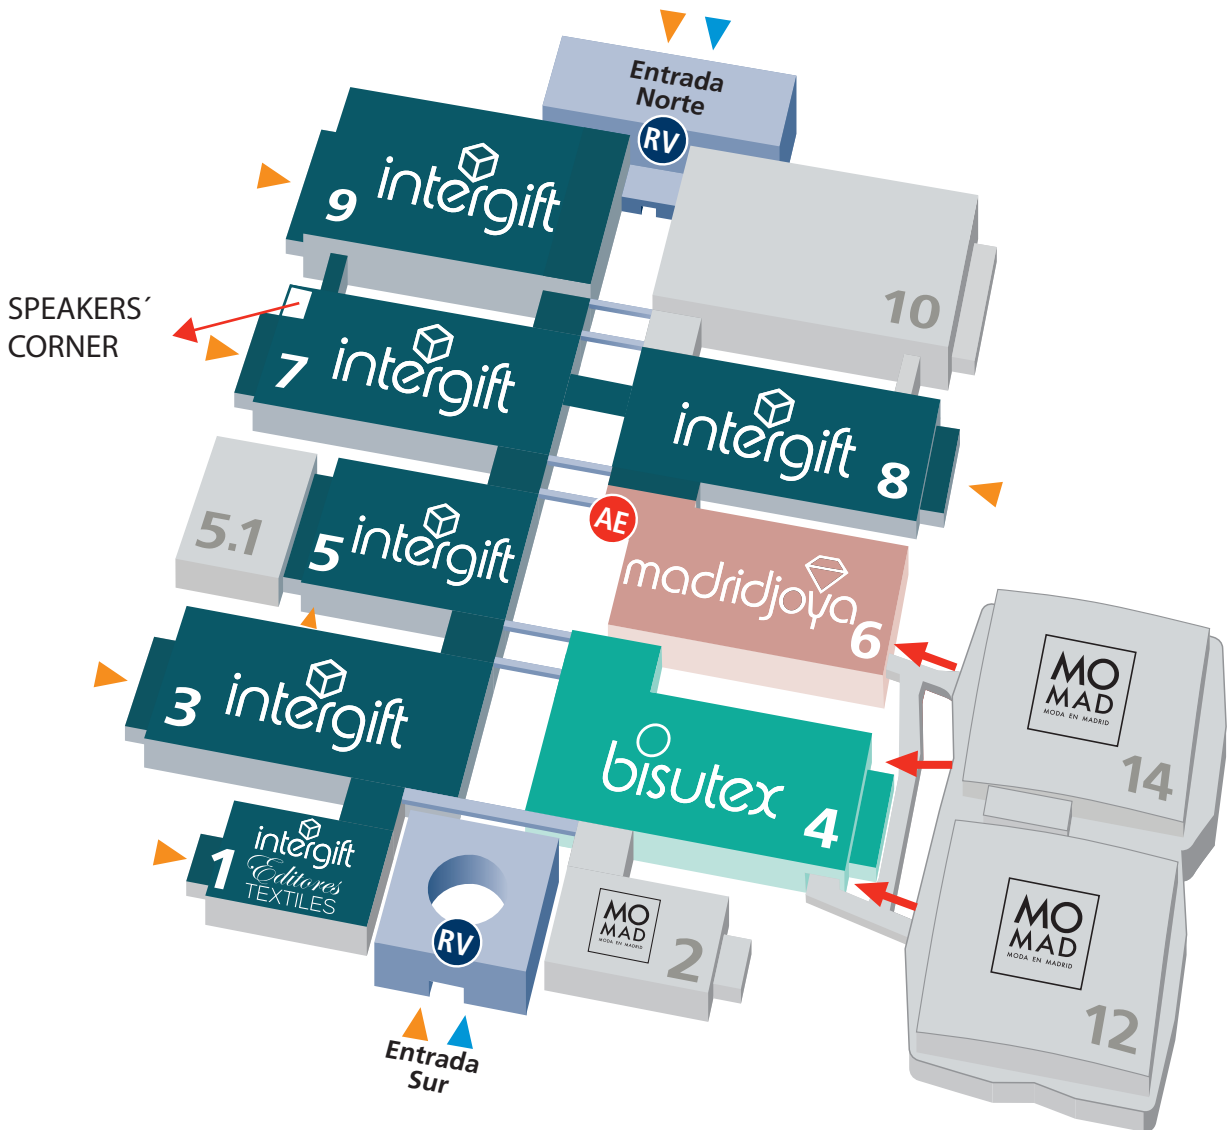 Entrada
Norte
RV
intergift
9
10
SPEAKERS´
CORNER
intergift
7
intergift
8
5.1
intergift
5
AE
madridjoya
6
intergift
3
MO
MAD
MODA EN MADRID
14
bisutex
4
intergift
Editores
TEXTILES
1
RV
MO
MAD
MODA EN MADRID
2
MO
MAD
MODA EN MADRID
12
Entrada
Sur